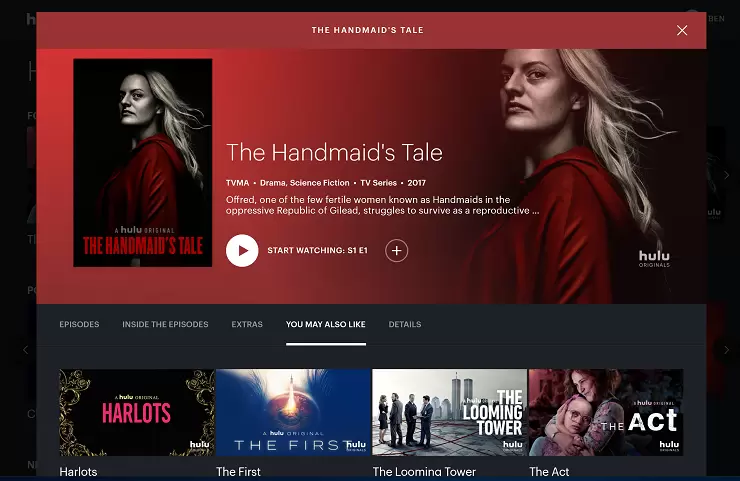 h
BEN
THE HANDMAID'S TALE
H
FO
A hulu ORIGINAL
THE HANDMAID'S TALE
The Handmaid's Tale
TVMA • Drama, Science Fiction • TV Series • 2017
Offred, one of the few fertile women known as Handmaids in the
oppressive Republic of Gilead, struggles to survive as a reproductive ...
START WATCHING: S1 E1
hulu
ORIGINALS
EPISODES
INSIDE THE EPISODES
EXTRAS
YOU MAY ALSO LIKE
DETAILS
A hulu ORIGINAL
HARLOTS
hulu
A hulu ORIGINAL
THE FIRST
hulu
THE
LOOMING
TOWER
hulu
A hulu ORIGINAL
THE Act
hulu
Harlots
The First
The Looming Tower
The Act